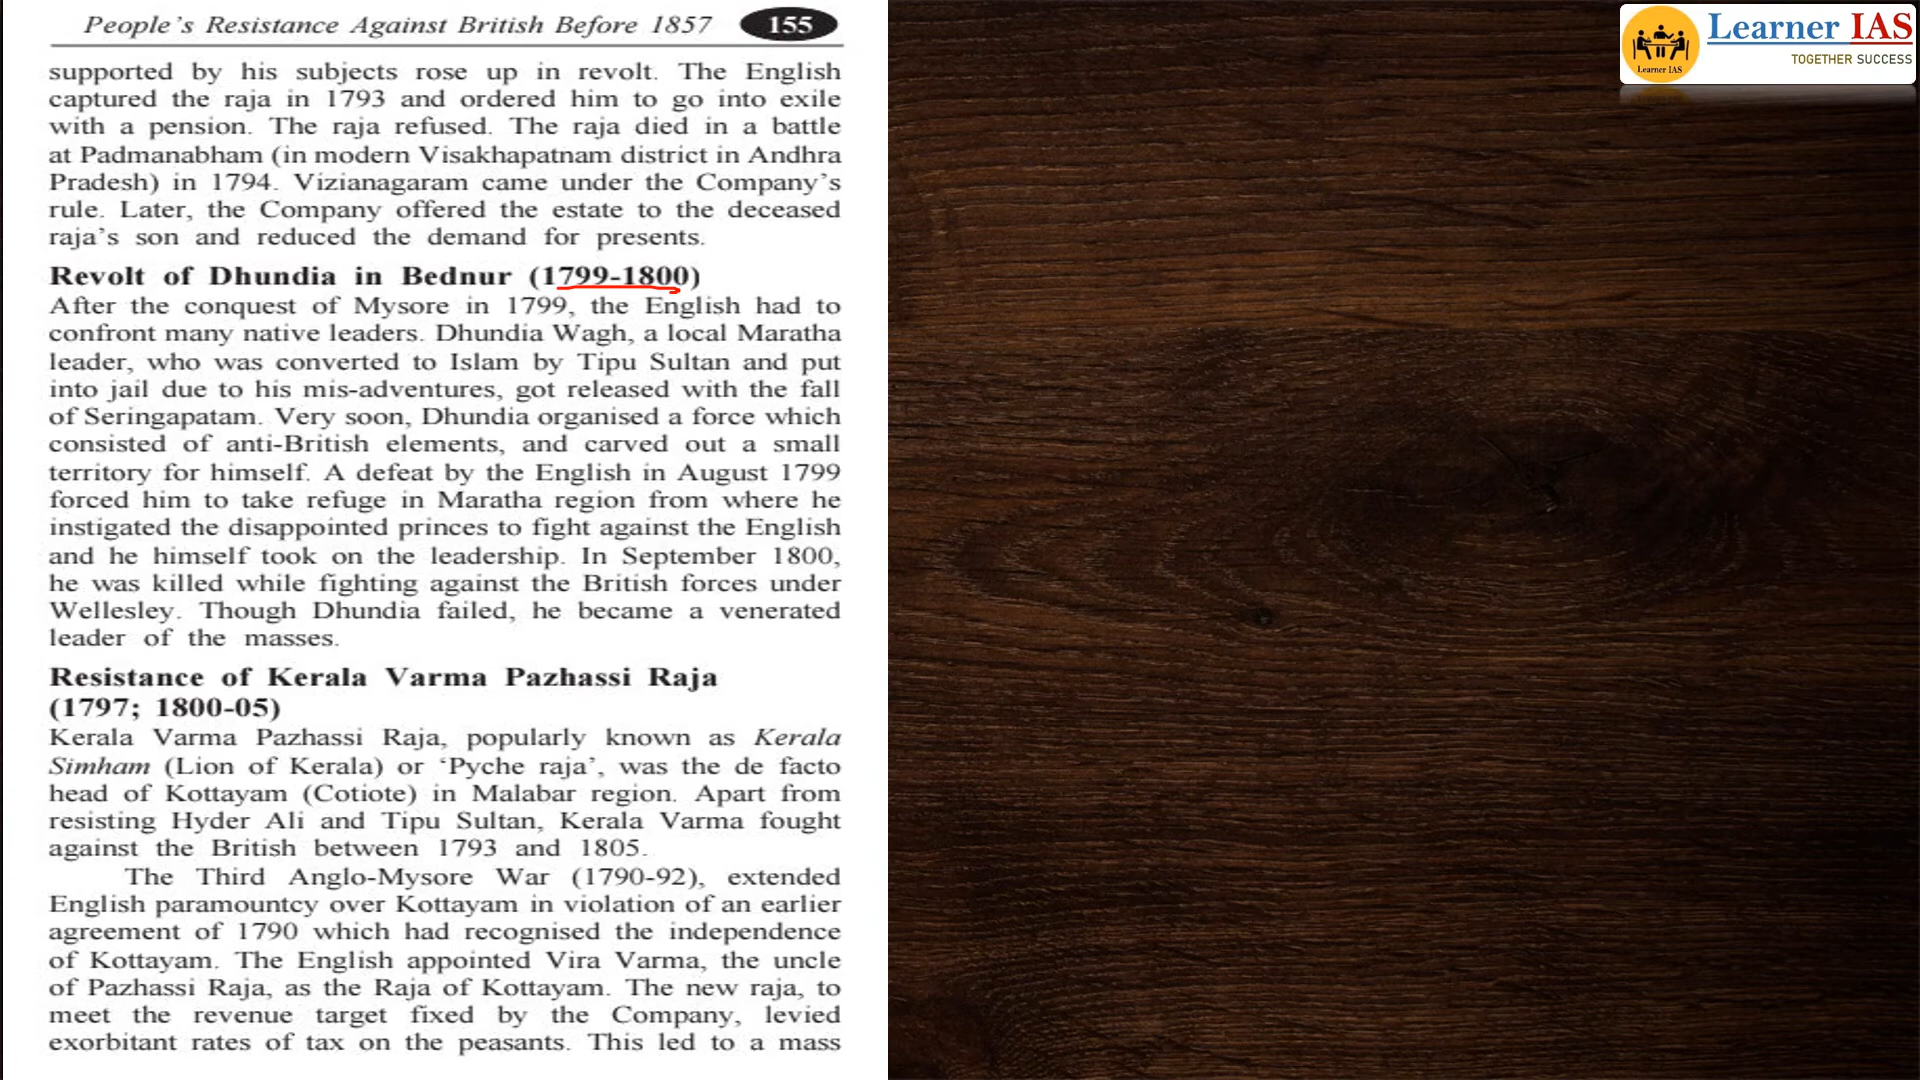 People's Resistance Against British Before 1857 155
supported by his subjects rose up in revolt. The English
captured the raja in 1793 and ordered him to go into exile
with a pension. The raja refused. The raja died in a battle
at Padmanabham (in modern Visakhapatnam district in Andhra
Pradesh) in 1794. Vizianagaram came under the Company's
rule. Later, the Company offered the estate to the deceased
raja's son and reduced the demand for presents.
Revolt of Dhundia in Bednur (1799-1800)
After the conquest of Mysore in 1799, the English had to
confront many native leaders. Dhundia Wagh, a local Maratha
leader, who was converted to Islam by Tipu Sultan and put
into jail due to his mis-adventures, got released with the fall
of Seringapatam. Very soon, Dhundia organised a force which
consisted of anti-British elements, and carved out a small
territory for himself. A defeat by the English in August 1799
forced him to take refuge in Maratha region from where he
instigated the disappointed princes to fight against the English
and he himself took on the leadership. In September 1800,
he was killed while fighting against the British forces under
Wellesley. Though Dhundia failed, he became a venerated
leader of the masses.
Resistance of Kerala Varma Pazhassi Raja
(1797; 1800-05)
Kerala Varma Pazhassi Raja, popularly known as Kerala
Simham (Lion of Kerala) or ‘Pyche raja’, was the de facto
head of Kottayam (Cotiote) in Malabar region. Apart from
resisting Hyder Ali and Tipu Sultan, Kerala Varma fought
against the British between 1793 and 1805.
The Third Anglo-Mysore War (1790-92), extended
English paramountcy over Kottayam in violation of an earlier
agreement of 1790 which had recognised the independence
of Kottayam. The English appointed Vira Varma, the uncle
of Pazhassi Raja, as the Raja of Kottayam. The new raja, to
meet the revenue target fixed by the Company, levied
exorbitant rates of tax on the peasants. This led to a mass
Learner IAS
TOGETHER SUCCESS
Learner IAS